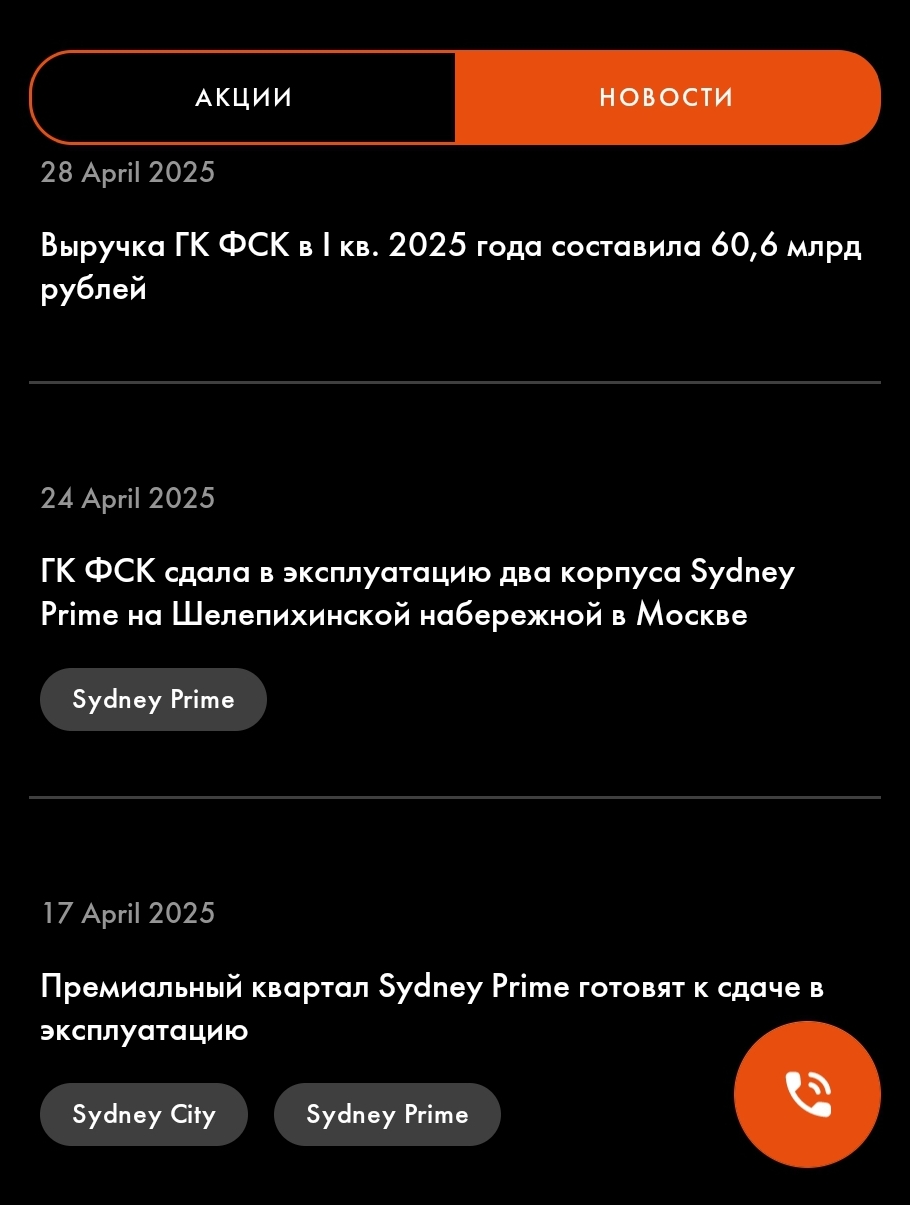 АКЦИИ
НОВОСТИ
28 April 2025
Выручка ГК ФСК в I кв. 2025 года составила 60,6 млрд
рублей
24 April 2025
ГК ФСК сдала в эксплуатацию два корпуса Sydney
Prime на Шелепихинской набережной в Москве
Sydney Prime
17 April 2025
Премиальный квартал Sydney Prime готовят к сдаче в
эксплуатацию
Sydney City
Sydney Prime